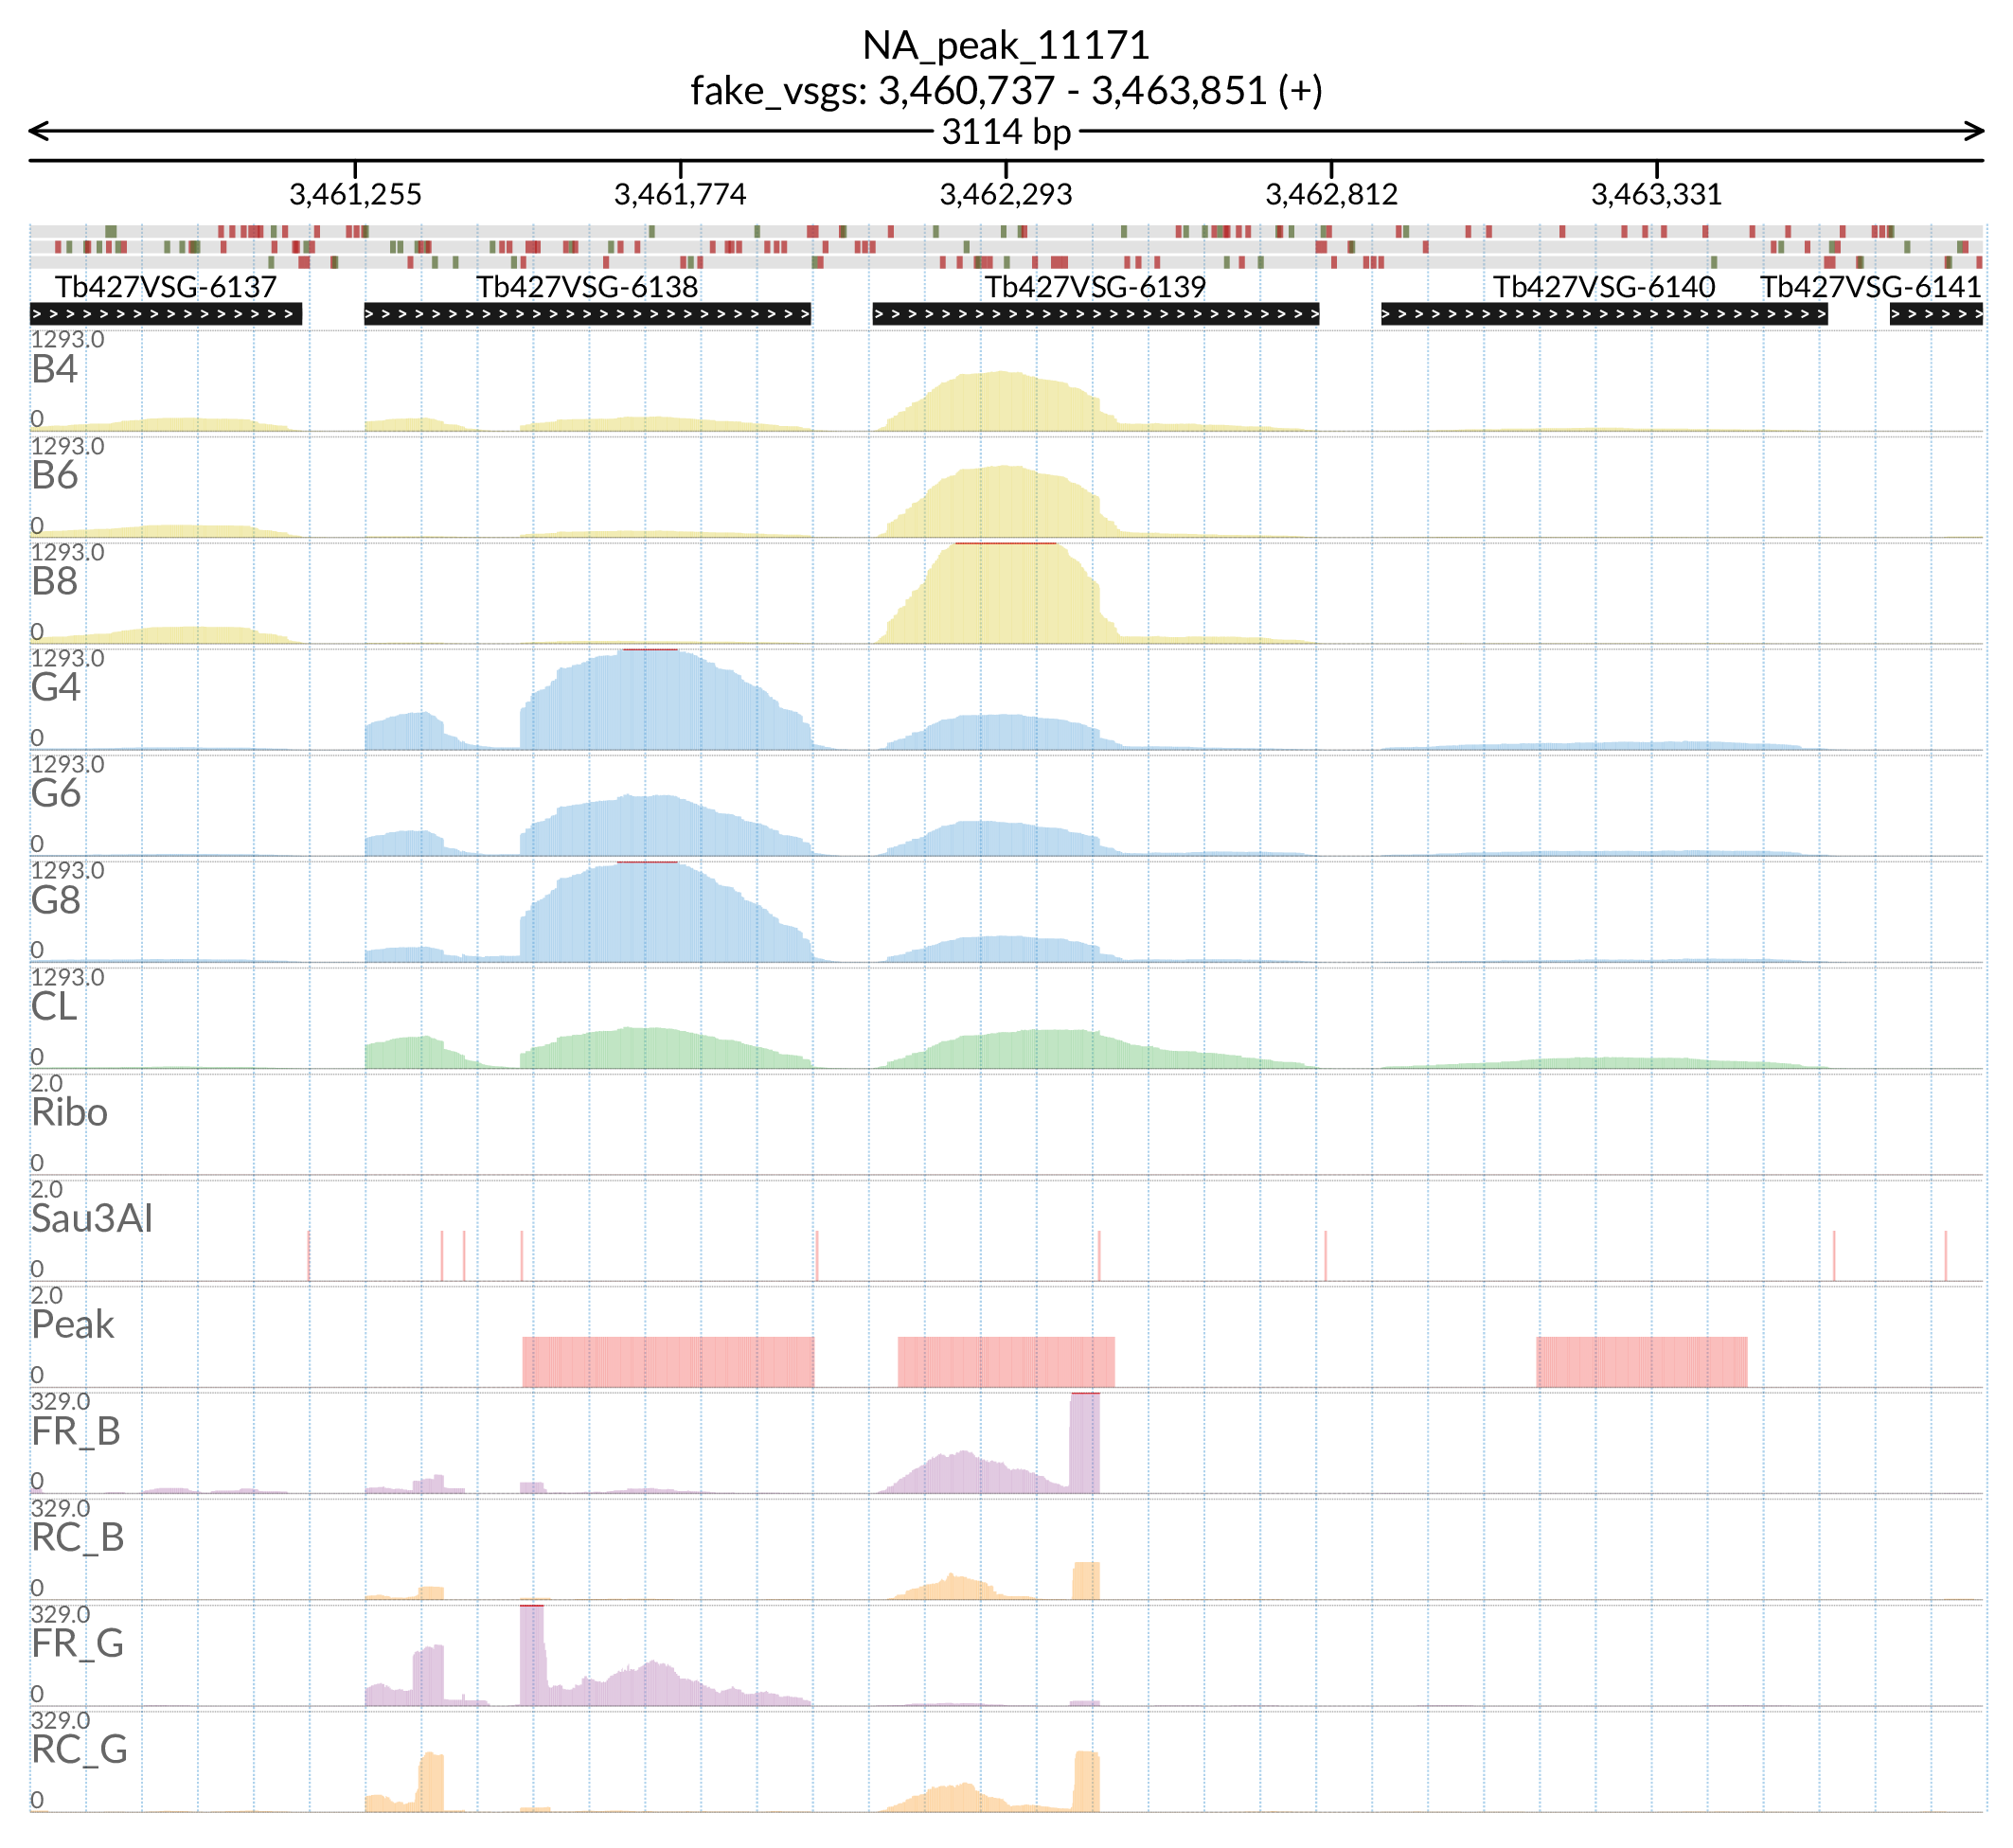 NA_peak_11171
fake_vsgs: 3,460,737 - 3,463,851 (+)
3114 bp
3,461,255 3,461,774 3,462,293 3,462,812 3,463,331
Tb427VSG-6137 Tb427VSG-6138 Tb427VSG-6139 Tb427VSG-6140 Tb427VSG-6141
1293.0
B4
0
1293.0
B6
0
1293.0
B8
0
1293.0
G4
0
1293.0
G6
0
1293.0
G8
0
1293.0
CL
0
2.0
Ribo
0
2.0
Sau3AI
0
2.0
Peak
0
329.0
FR_B
0
329.0
RC_B
0
329.0
FR_G
0
329.0
RC_G
0